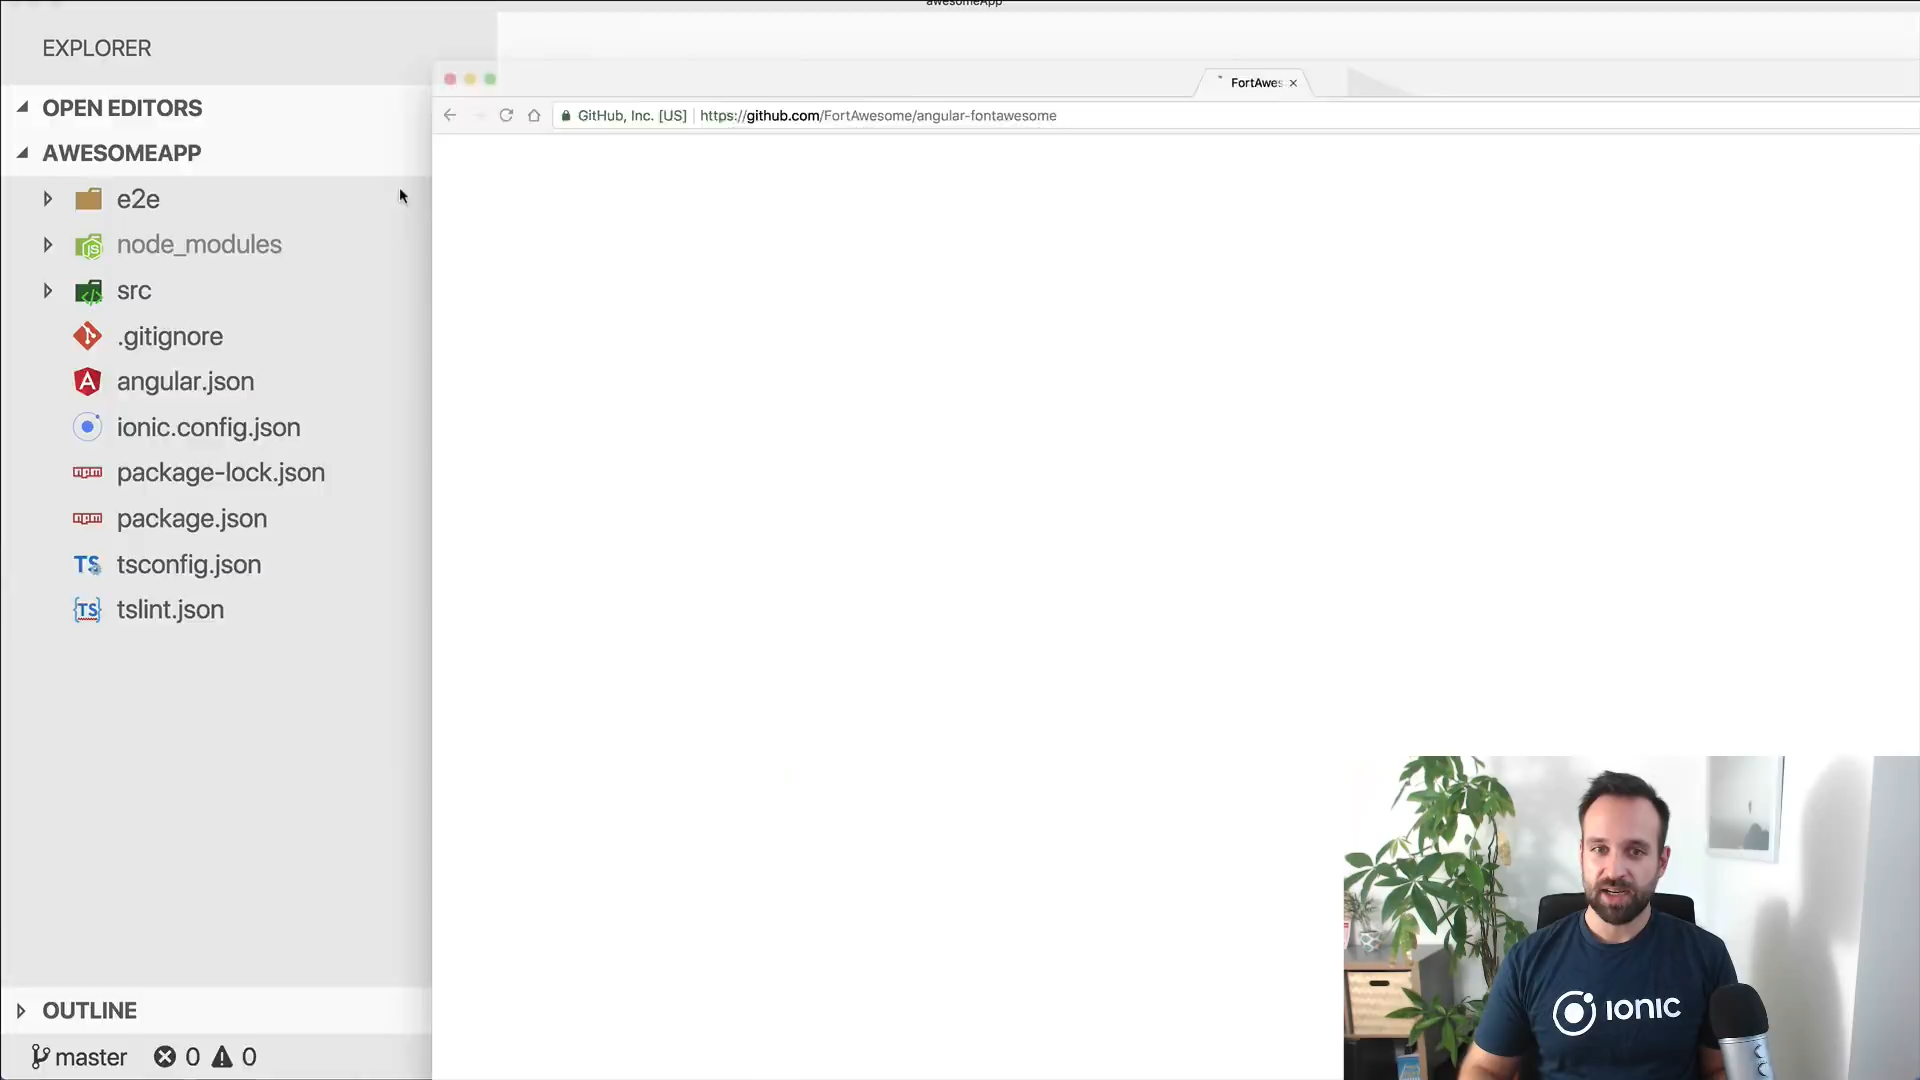 awesomeApp
EXPLORER
OPEN EDITORS
AWESOMEAPP
e2e
node_modules
src
.gitignore
angular.json
ionic.config.json
package-lock.json
package.json
tsconfig.json
tslint.json
OUTLINE
master 0 0
FortAwes
GitHub, Inc. [US] https://github.com/FortAwesome/angular-fontawesome
IONIC